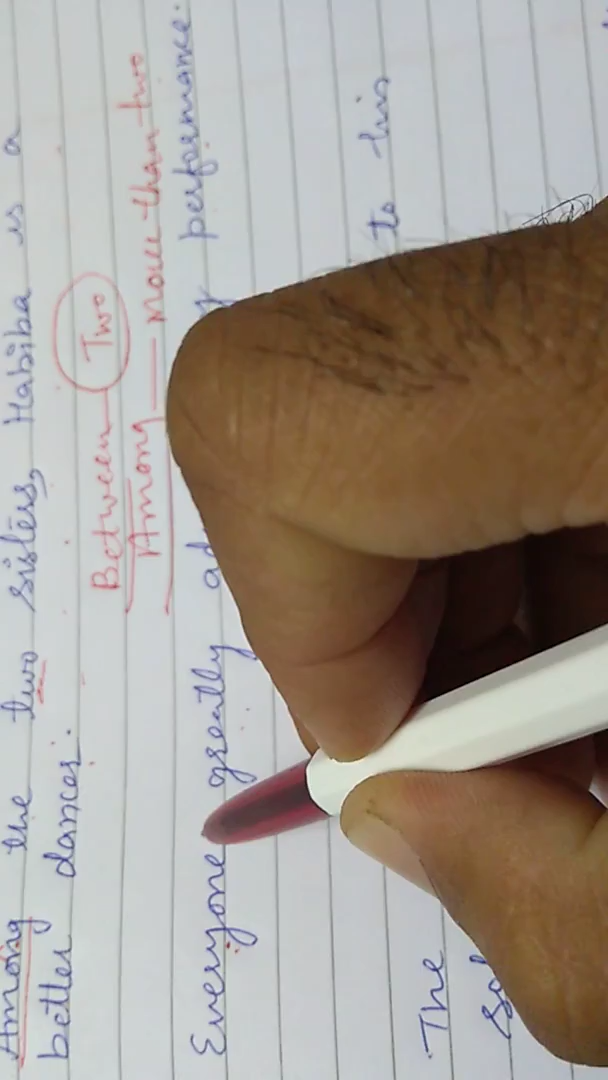 Among the two sisters, Habiba is a
better dancer.
Between — Two
Among — More than two
Everyone greatly performance.
The to his